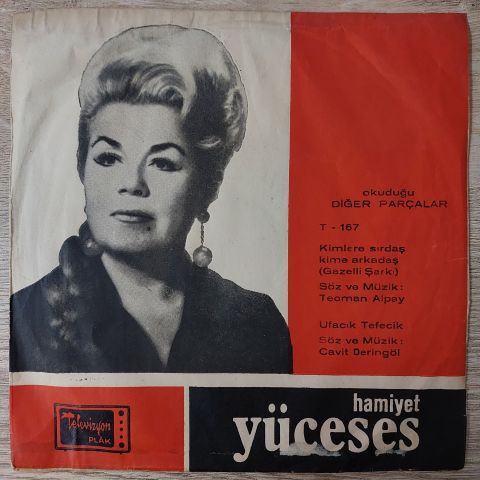 okuduğu
DİĞER PARÇALAR
T - 167
Kimlere sırdaş
kime arkadaş
(Gazelli Şarkı)
Söz ve Müzik:
Teoman Alpay
Ufacık Tefecik
Söz ve Müzik:
Cavit Deringöl
hamiyet
yüceses
Televizyon
PLAK